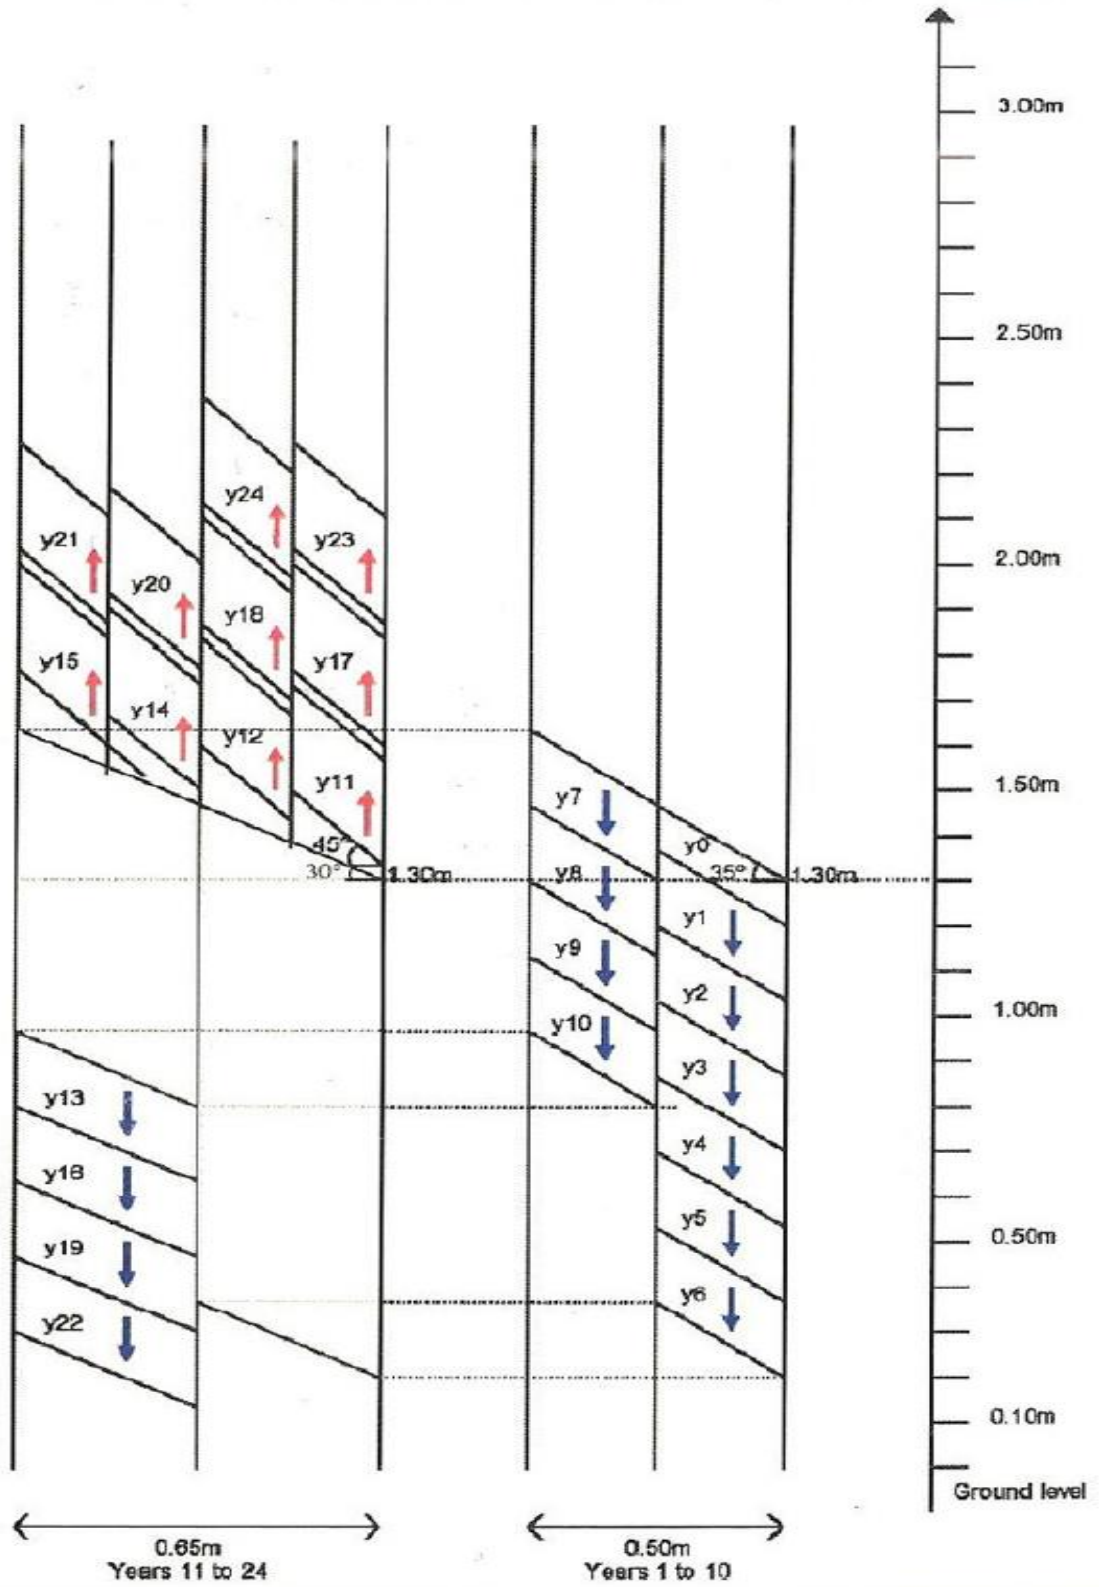 3.00m
2.50m
y24
y21
y23
2.00m
y20
y18
y15
y17
y14
y12
y7
1.50m
y11
y0
45°
30°
1.30m
y8
35°
1.30m
y1
y9
y2
1.00m
y10
y3
y13
y4
y16
y5
0.50m
y19
y6
y22
0.10m
Ground level
0.65m
Years 11 to 24
0.50m
Years 1 to 10